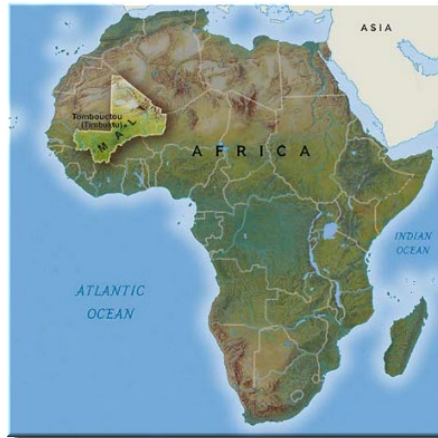 ASIA
Tombouctou
(Timbuktu)
MALI
AFRICA
INDIAN
OCEAN
ATLANTIC
OCEAN